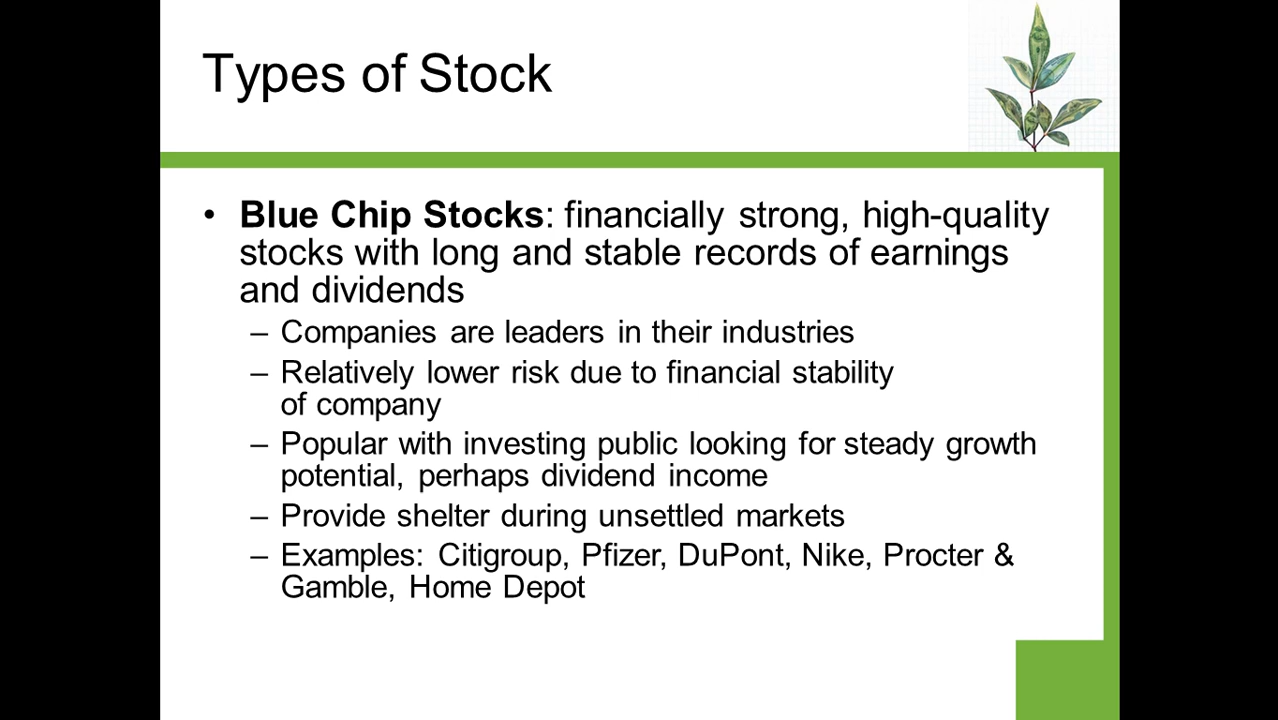 Types of Stock
• Blue Chip Stocks: financially strong, high-quality
stocks with long and stable records of earnings
and dividends
– Companies are leaders in their industries
– Relatively lower risk due to financial stability
of company
– Popular with investing public looking for steady growth
potential, perhaps dividend income
– Provide shelter during unsettled markets
– Examples: Citigroup, Pfizer, DuPont, Nike, Procter &
Gamble, Home Depot